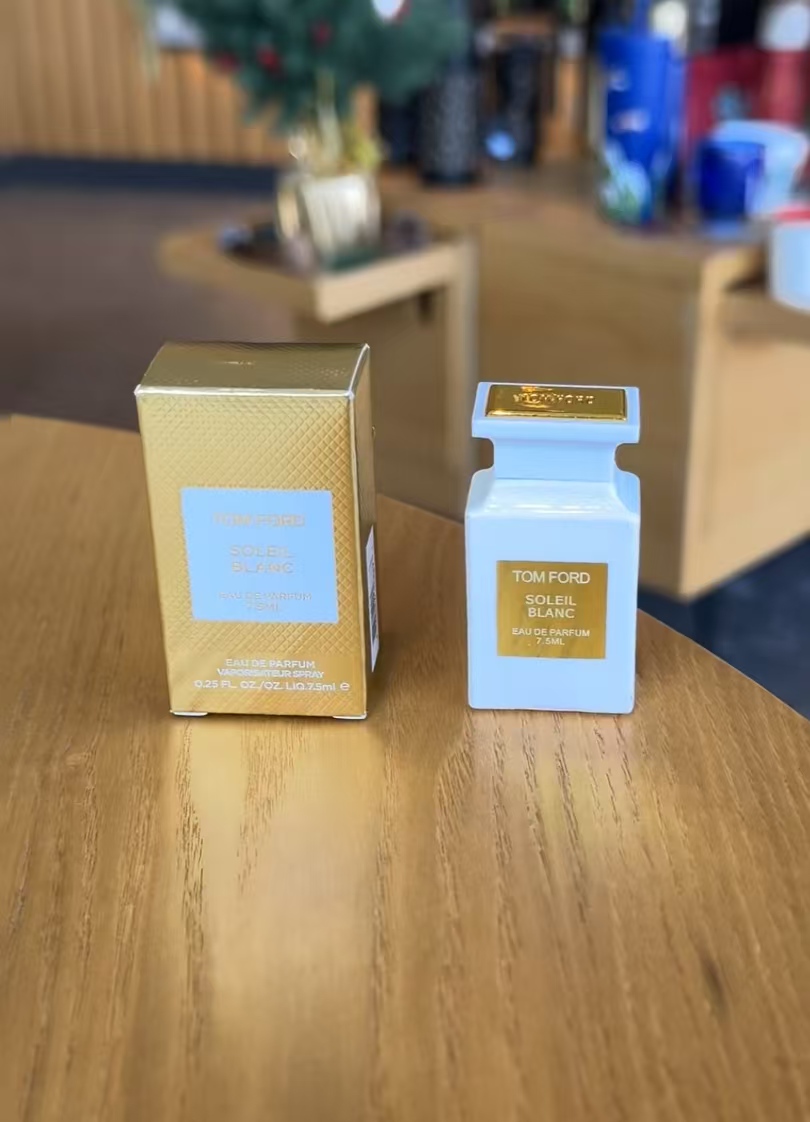 TOM FORD
SOLEIL
BLANC
EAU DE PARFUM
7.5ML
EAU DE PARFUM
VAPORISATEUR SPRAY
0.25 FL. OZ./OZ. LIQ.7.5ml e
TOM FORD
SOLEIL
BLANC
EAU DE PARFUM
7.5ML